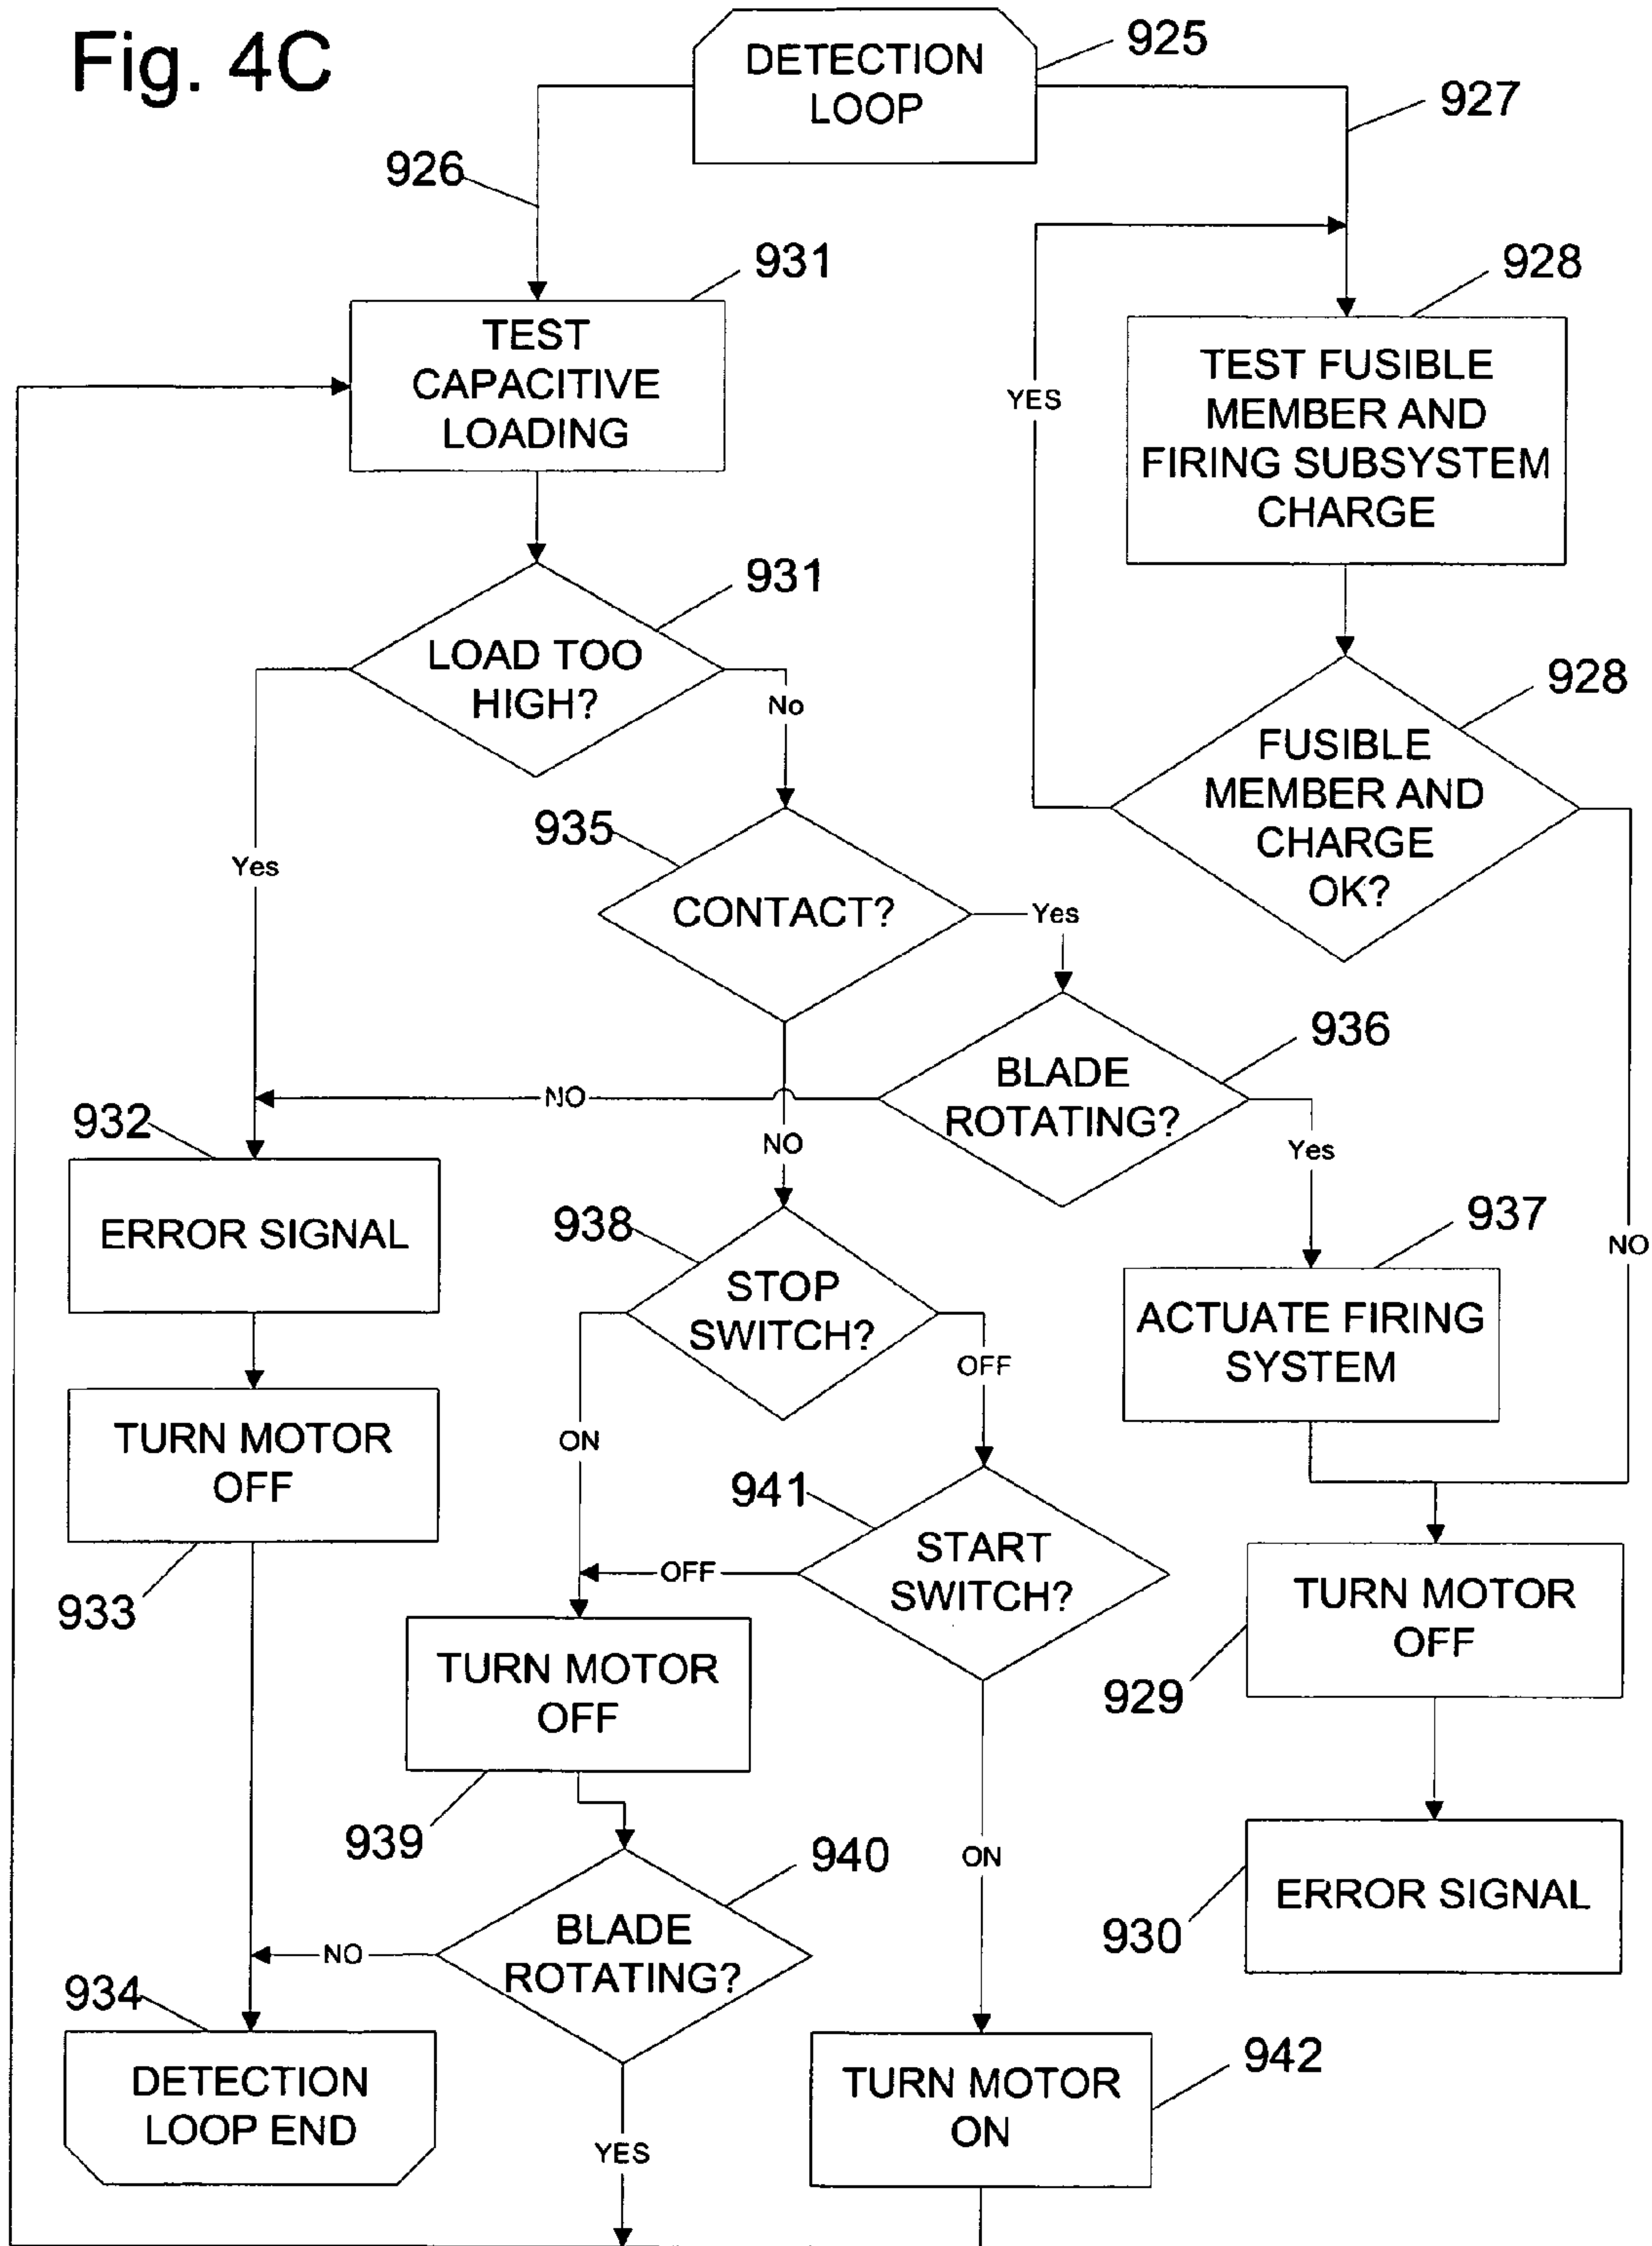 Fig. 4C
DETECTION
LOOP
925
927
926
931
TEST
CAPACITIVE
LOADING
928
TEST FUSIBLE
MEMBER AND
FIRING SUBSYSTEM
CHARGE
YES
931
LOAD TOO
HIGH?
No
Yes
928
FUSIBLE
MEMBER AND
CHARGE
OK?
935
CONTACT?
Yes
936
BLADE
ROTATING?
NO
NO
Yes
NO
932
ERROR SIGNAL
938
STOP
SWITCH?
OFF
ON
937
ACTUATE FIRING
SYSTEM
TURN MOTOR
OFF
933
941
START
SWITCH?
OFF
ON
TURN MOTOR
OFF
929
TURN MOTOR
OFF
939
940
BLADE
ROTATING?
NO
YES
ERROR SIGNAL
930
934
DETECTION
LOOP END
942
TURN MOTOR
ON